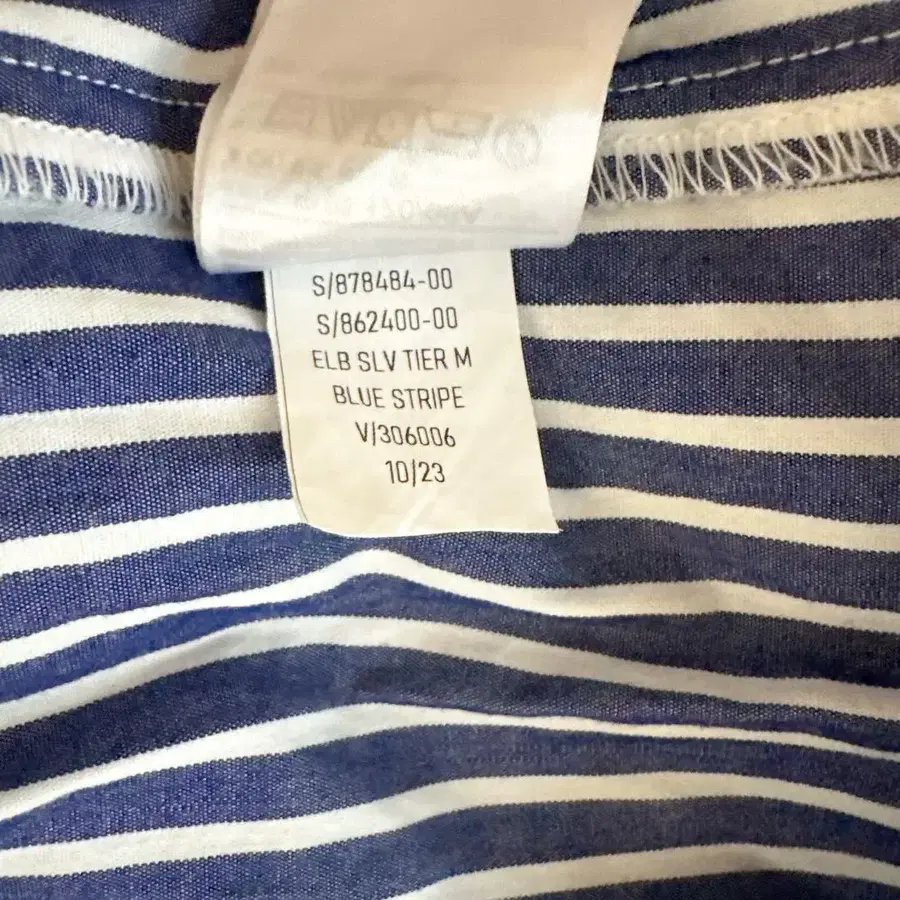 S/878484-00
S/862400-00
ELB SLV TIER M
BLUE STRIPE
V/306006
10/23